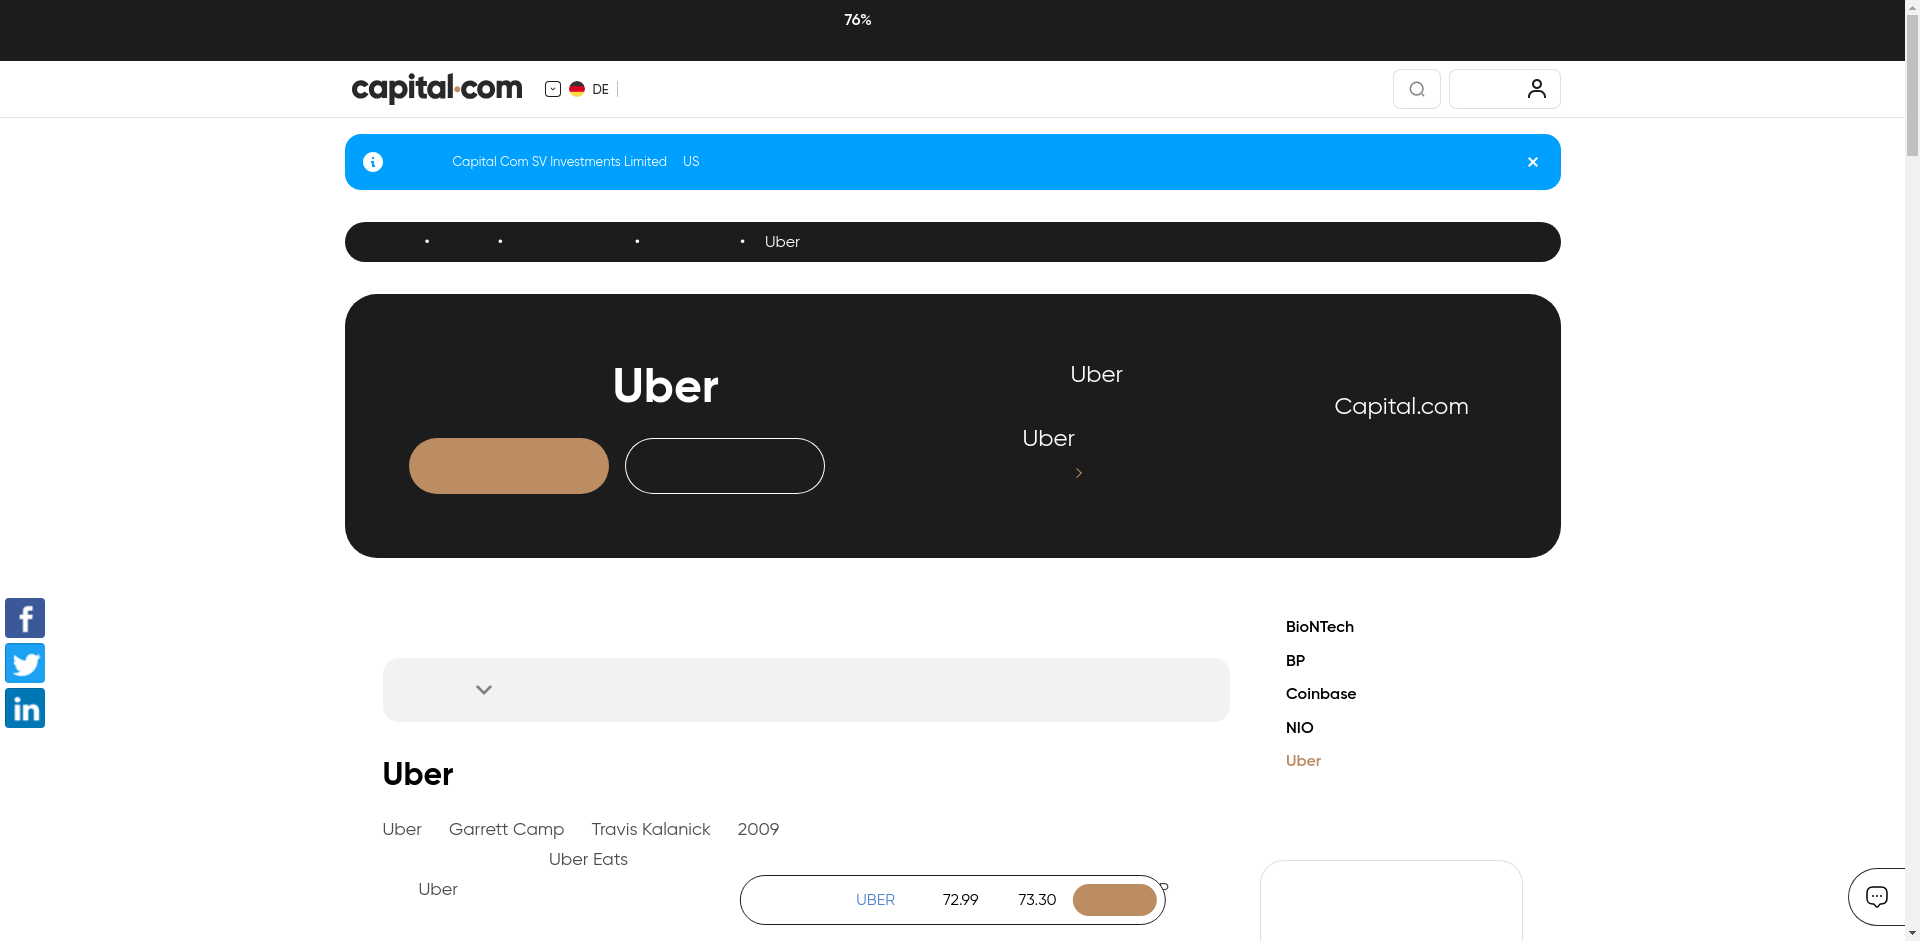 76%
capital.com
DE
Capital Com SV Investments Limited US
• • • • Uber
Uber
Uber
Capital.com
Uber
BioNTech
BP
Coinbase
NIO
Uber
Uber
Uber Garrett Camp Travis Kalanick 2009
Uber Eats
Uber
UBER 72.99 73.30